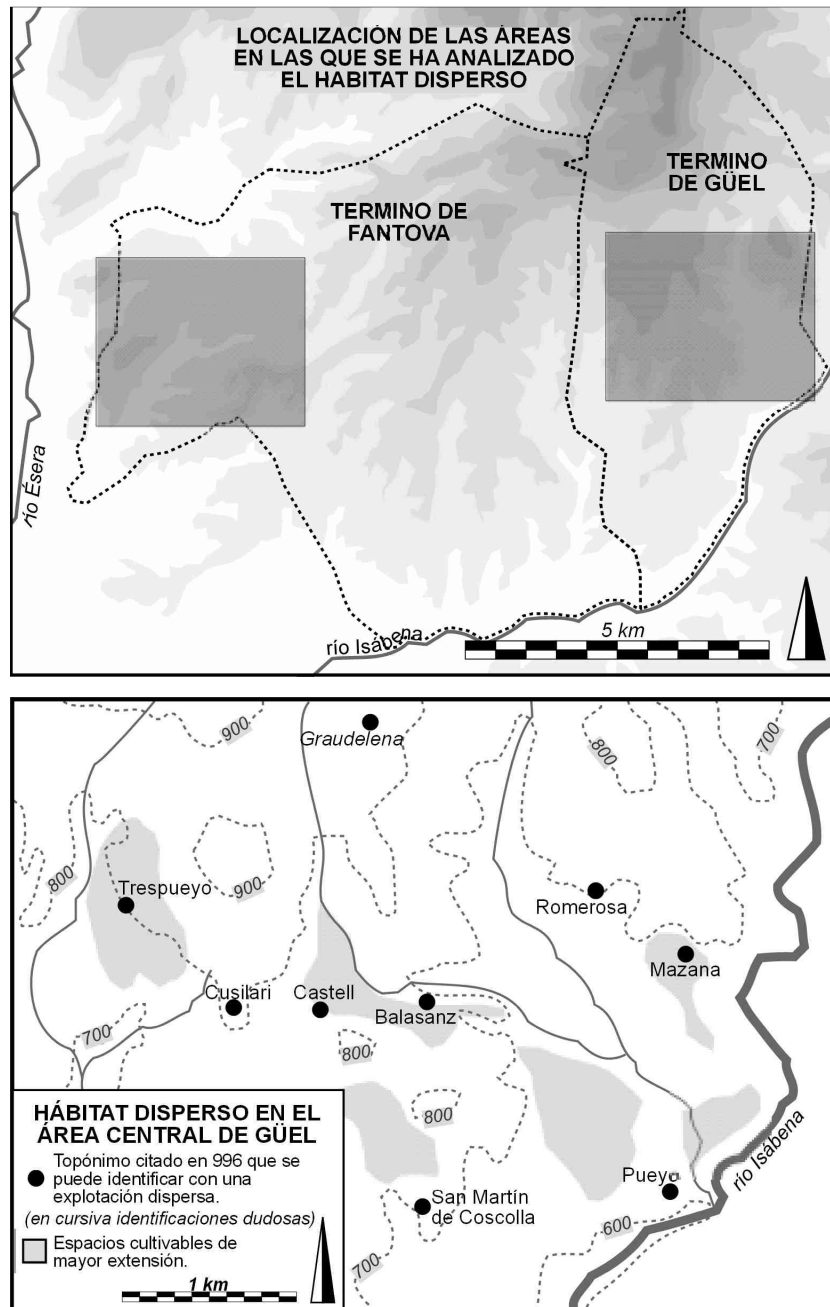 LOCALIZACIÓN DE LAS ÁREAS
EN LAS QUE SE HA ANALIZADO
EL HABITAT DISPERSO
TERMINO
DE GÜEL
TERMINO DE
FANTOVA
río Ésera
río Isábena
5 km
900
700
Graudelena
800
800
Trespueyo
900
Romerosa
Mazana
Cusilari
Castell
Balasanz
700
800
800
HÁBITAT DISPERSO EN EL
ÁREA CENTRAL DE GÜEL
Topónimo citado en 996 que se
puede identificar con una
explotación dispersa.
(en cursiva identificaciones dudosas)
Espacios cultivables de
mayor extensión.
1 km
San Martín
de Coscolla
700
Pueyo
600
río Isábena